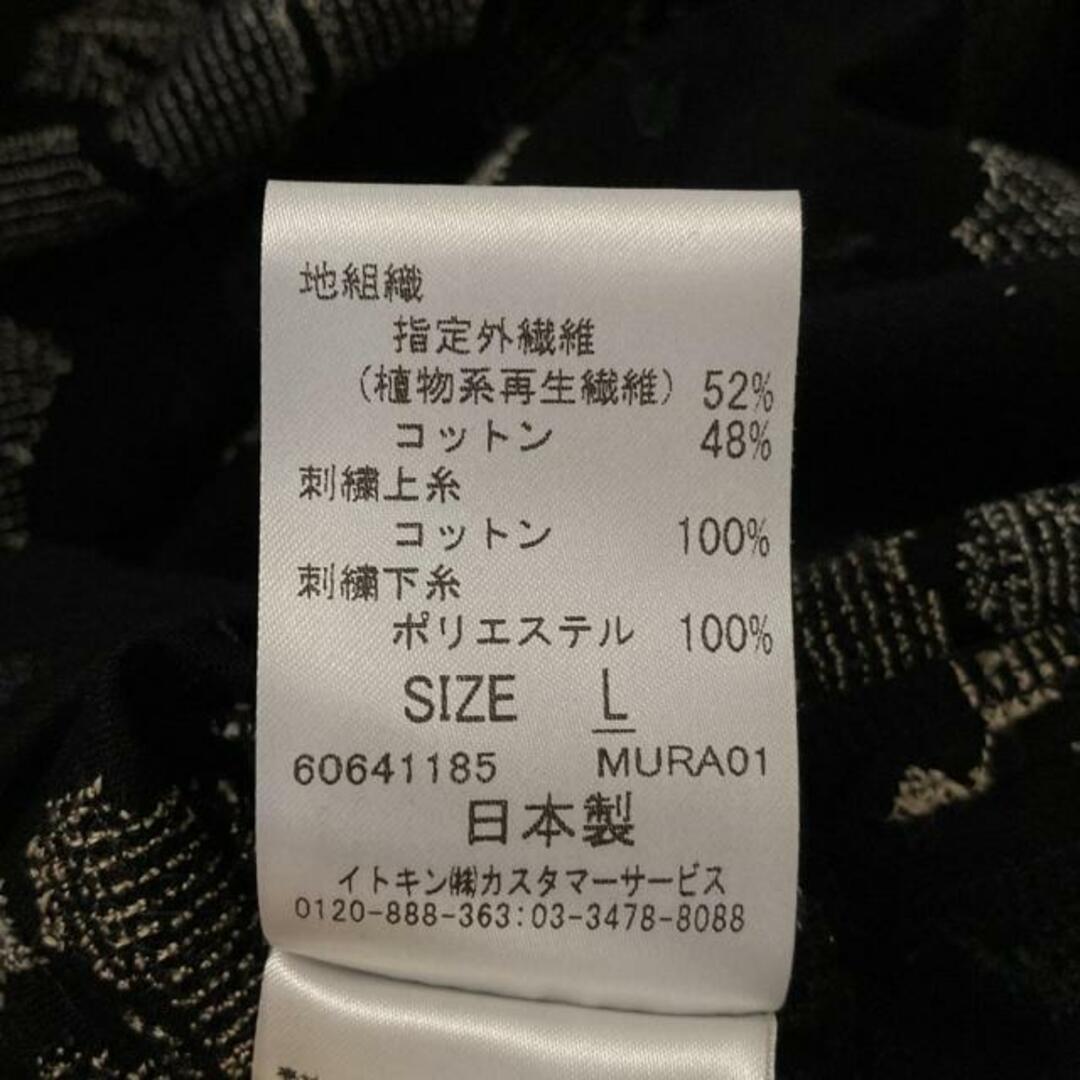 地組織
指定外繊維
（植物系再生繊維） 52%
コットン 48%
刺繍上糸
コットン 100%
刺繍下糸
ポリエステル 100%
SIZE L
60641185 MURA01
日本製
イトキン㈱カスタマーサービス
0120-888-363:03-3478-8088